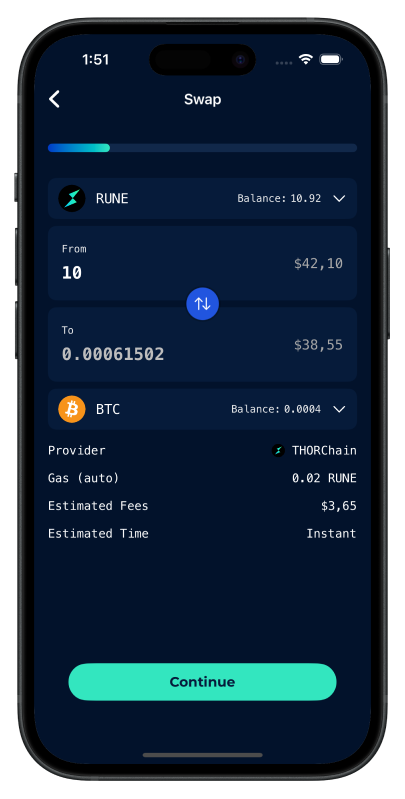 1:51
Swap
RUNE Balance: 10.92
From
10 $42,10
To
0.00061502 $38,55
BTC Balance: 0.0004
Provider THORChain
Gas (auto) 0.02 RUNE
Estimated Fees $3,65
Estimated Time Instant
Continue